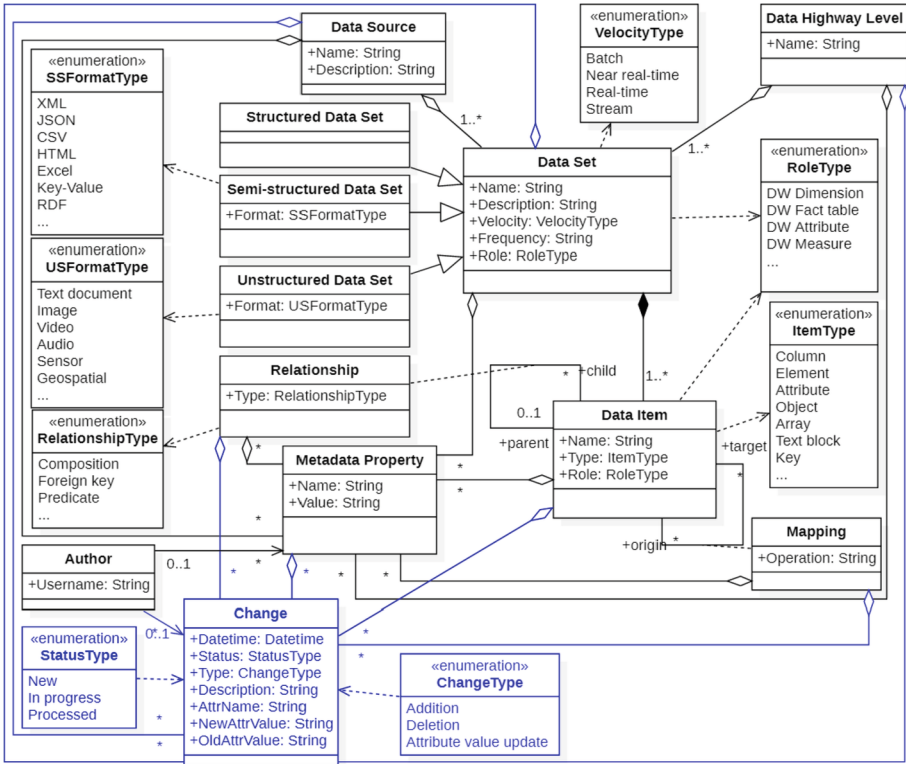 Data Source
+Name: String
+Description: String
«enumeration»
VelocityType
Batch
Near real-time
Real-time
Stream
Data Highway Level
+Name: String
«enumeration»
SSFormatType
XML
JSON
CSV
HTML
Excel
Key-Value
RDF
...
Structured Data Set
1..*
1..*
Semi-structured Data Set
+Format: SSFormatType
Data Set
+Name: String
+Description: String
+Velocity: VelocityType
+Frequency: String
+Role: RoleType
«enumeration»
RoleType
DW Dimension
DW Fact table
DW Attribute
DW Measure
...
«enumeration»
USFormatType
Text document
Image
Video
Audio
Sensor
Geospatial
...
Unstructured Data Set
+Format: USFormatType
«enumeration»
ItemType
Column
Element
Attribute
Object
Array
Text block
Key
...
Relationship
+Type: RelationshipType
* +child
1..*
0..1
+parent
Data Item
+Name: String
+Type: ItemType
+Role: RoleType
+target
*
«enumeration»
RelationshipType
Composition
Foreign key
Predicate
...
*
Metadata Property
+Name: String
+Value: String
*
*
*
+origin *
Mapping
+Operation: String
Author
+Username: String
0..1
*
*
*
*
*
0..1
*
Change
+Datetime: Datetime
+Status: StatusType
+Type: ChangeType
+Description: String
+AttrName: String
+NewAttrValue: String
+OldAttrValue: String
*
*
«enumeration»
StatusType
New
In progress
Processed
*
*
«enumeration»
ChangeType
Addition
Deletion
Attribute value update